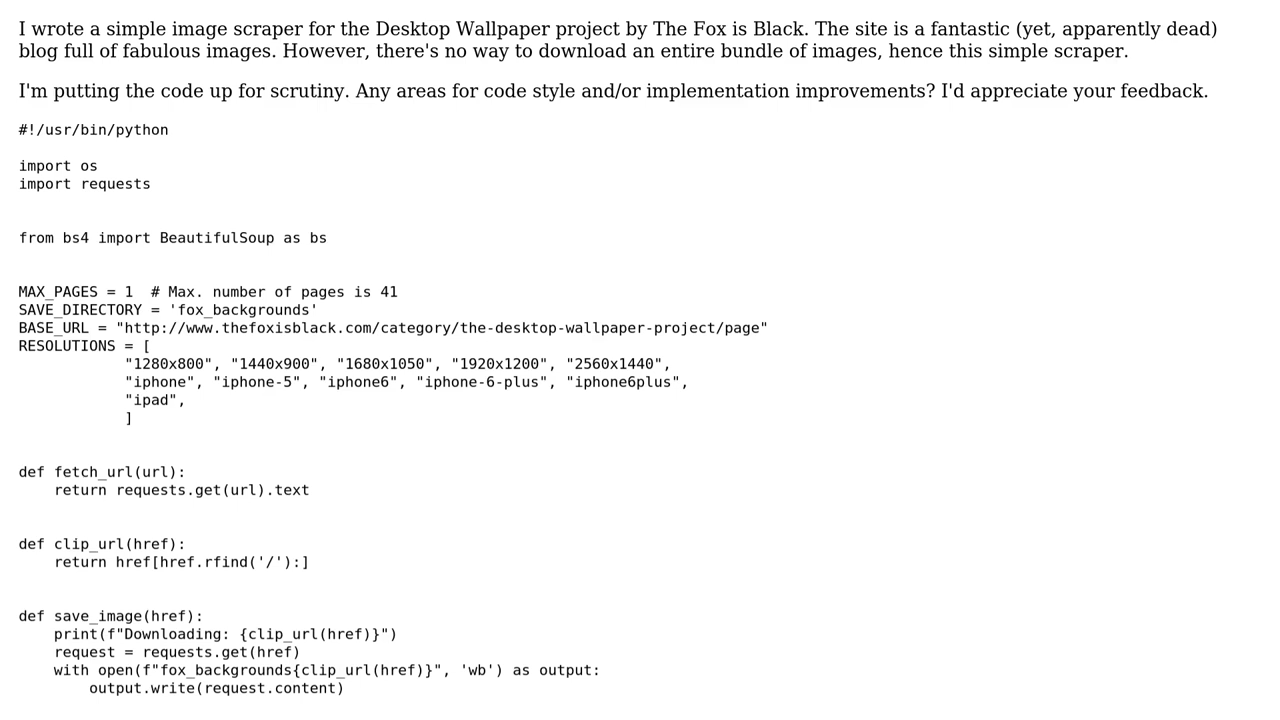 I wrote a simple image scraper for the Desktop Wallpaper project by The Fox is Black. The site is a fantastic (yet, apparently dead)
blog full of fabulous images. However, there's no way to download an entire bundle of images, hence this simple scraper.
I'm putting the code up for scrutiny. Any areas for code style and/or implementation improvements? I'd appreciate your feedback.
#!/usr/bin/python
import os
import requests
from bs4 import BeautifulSoup as bs
MAX_PAGES = 1  # Max. number of pages is 41
SAVE_DIRECTORY = 'fox_backgrounds'
BASE_URL = "http://www.thefoxisblack.com/category/the-desktop-wallpaper-project/page"
RESOLUTIONS = [
            "1280x800", "1440x900", "1680x1050", "1920x1200", "2560x1440",
            "iphone", "iphone-5", "iphone6", "iphone-6-plus", "iphone6plus",
            "ipad",
            ]
def fetch_url(url):
    return requests.get(url).text
def clip_url(href):
    return href[href.rfind('/'):]
def save_image(href):
    print(f"Downloading: {clip_url(href)}")
    request = requests.get(href)
    with open(f"fox_backgrounds{clip_url(href)}", 'wb') as output:
        output.write(request.content)